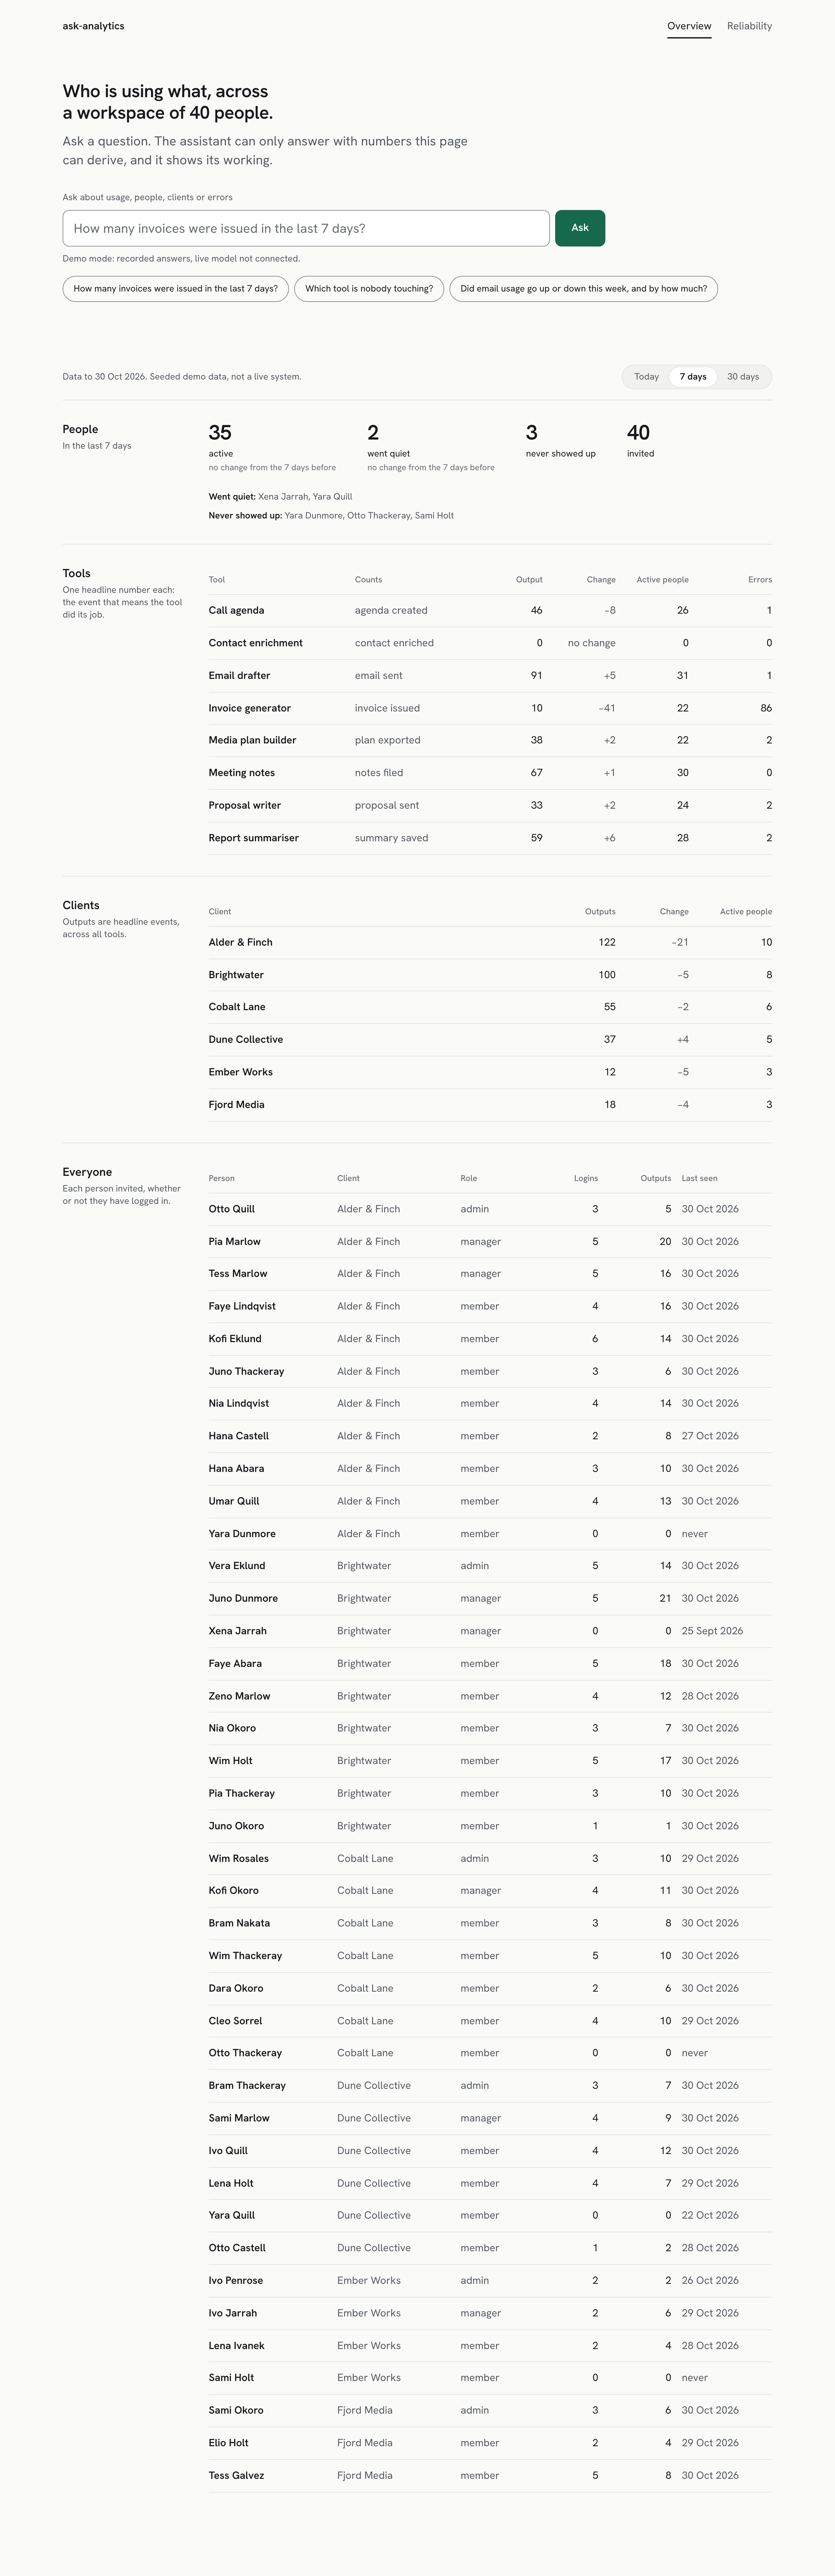 ask-analytics
Overview Reliability
Who is using what, across
a workspace of 40 people.
Ask a question. The assistant can only answer with numbers this page
can derive, and it shows its working.
Ask about usage, people, clients or errors
How many invoices were issued in the last 7 days? Ask
Demo mode: recorded answers, live model not connected.
How many invoices were issued in the last 7 days? Which tool is nobody touching? Did email usage go up or down this week, and by how much?
Data to 30 Oct 2026. Seeded demo data, not a live system. Today 7 days 30 days
People
In the last 7 days
35 2 3 40
active went quiet never showed up invited
no change from the 7 days before no change from the 7 days before
Went quiet: Xena Jarrah, Yara Quill
Never showed up: Yara Dunmore, Otto Thackeray, Sami Holt
Tools
One headline number each:
the event that means the tool
did its job.
Tool Counts Output Change Active people Errors
Call agenda agenda created 46 −8 26 1
Contact enrichment contact enriched 0 no change 0 0
Email drafter email sent 91 +5 31 1
Invoice generator invoice issued 10 −41 22 86
Media plan builder plan exported 38 +2 22 2
Meeting notes notes filed 67 +1 30 0
Proposal writer proposal sent 33 +2 24 2
Report summariser summary saved 59 +6 28 2
Clients
Outputs are headline events,
across all tools.
Client Outputs Change Active people
Alder & Finch 122 −21 10
Brightwater 100 −5 8
Cobalt Lane 55 −2 6
Dune Collective 37 +4 5
Ember Works 12 −5 3
Fjord Media 18 −4 3
Everyone
Each person invited, whether
or not they have logged in.
Person Client Role Logins Outputs Last seen
Otto Quill Alder & Finch admin 3 5 30 Oct 2026
Pia Marlow Alder & Finch manager 5 20 30 Oct 2026
Tess Marlow Alder & Finch manager 5 16 30 Oct 2026
Faye Lindqvist Alder & Finch member 4 16 30 Oct 2026
Kofi Eklund Alder & Finch member 6 14 30 Oct 2026
Juno Thackeray Alder & Finch member 3 6 30 Oct 2026
Nia Lindqvist Alder & Finch member 4 14 30 Oct 2026
Hana Castell Alder & Finch member 2 8 27 Oct 2026
Hana Abara Alder & Finch member 3 10 30 Oct 2026
Umar Quill Alder & Finch member 4 13 30 Oct 2026
Yara Dunmore Alder & Finch member 0 0 never
Vera Eklund Brightwater admin 5 14 30 Oct 2026
Juno Dunmore Brightwater manager 5 21 30 Oct 2026
Xena Jarrah Brightwater manager 0 0 25 Sept 2026
Faye Abara Brightwater member 5 18 30 Oct 2026
Zeno Marlow Brightwater member 4 12 28 Oct 2026
Nia Okoro Brightwater member 3 7 30 Oct 2026
Wim Holt Brightwater member 5 17 30 Oct 2026
Pia Thackeray Brightwater member 3 10 30 Oct 2026
Juno Okoro Brightwater member 1 1 30 Oct 2026
Wim Rosales Cobalt Lane admin 3 10 29 Oct 2026
Kofi Okoro Cobalt Lane manager 4 11 30 Oct 2026
Bram Nakata Cobalt Lane member 3 8 30 Oct 2026
Wim Thackeray Cobalt Lane member 5 10 30 Oct 2026
Dara Okoro Cobalt Lane member 2 6 30 Oct 2026
Cleo Sorrel Cobalt Lane member 4 10 29 Oct 2026
Otto Thackeray Cobalt Lane member 0 0 never
Bram Thackeray Dune Collective admin 3 7 30 Oct 2026
Sami Marlow Dune Collective manager 4 9 30 Oct 2026
Ivo Quill Dune Collective member 4 12 30 Oct 2026
Lena Holt Dune Collective member 4 7 29 Oct 2026
Yara Quill Dune Collective member 0 0 22 Oct 2026
Otto Castell Dune Collective member 1 2 28 Oct 2026
Ivo Penrose Ember Works admin 2 2 26 Oct 2026
Ivo Jarrah Ember Works manager 2 6 29 Oct 2026
Lena Ivanek Ember Works member 2 4 28 Oct 2026
Sami Holt Ember Works member 0 0 never
Sami Okoro Fjord Media admin 3 6 30 Oct 2026
Elio Holt Fjord Media member 2 4 29 Oct 2026
Tess Galvez Fjord Media member 5 8 30 Oct 2026